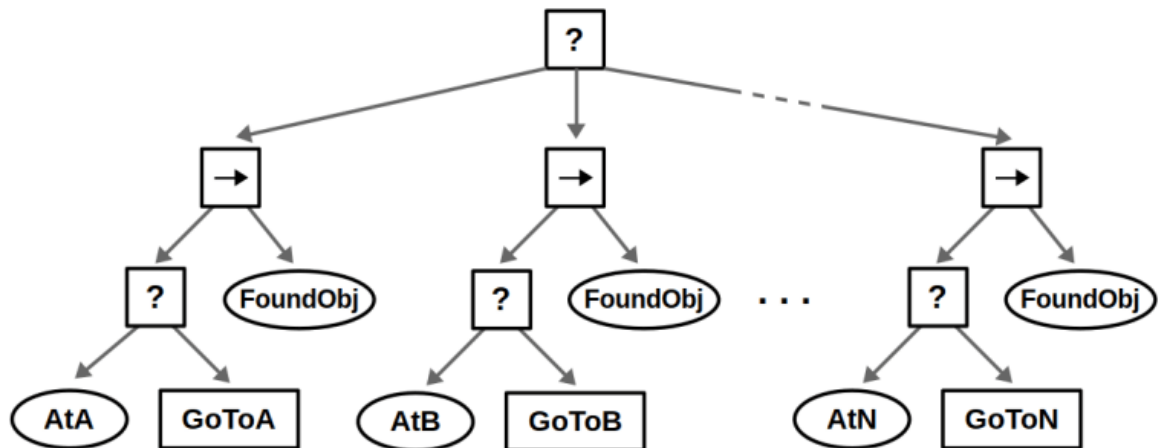 ?
→ → →
? FoundObj ? FoundObj . . . ? FoundObj
AtA GoToA AtB GoToB AtN GoToN